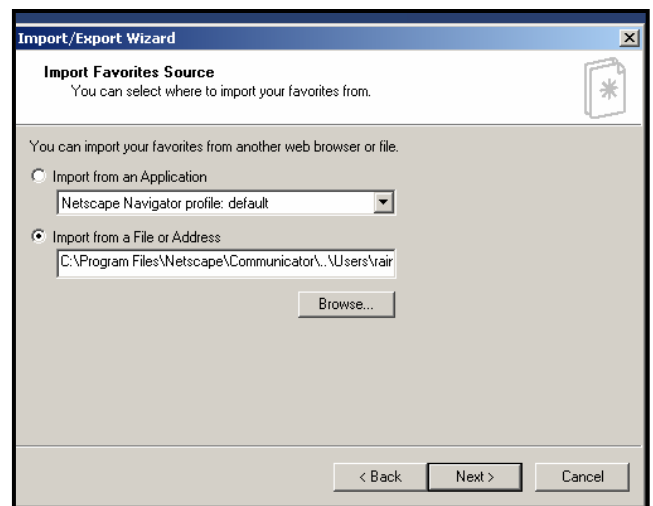 Import/Export Wizard
Import Favorites Source
You can select where to import your favorites from.
You can import your favorites from another web browser or file.
Import from an Application
Netscape Navigator profile: default
Import from a File or Address
C:\Program Files\Netscape\Communicator\..\Users\rair
Browse...
< Back Next > Cancel